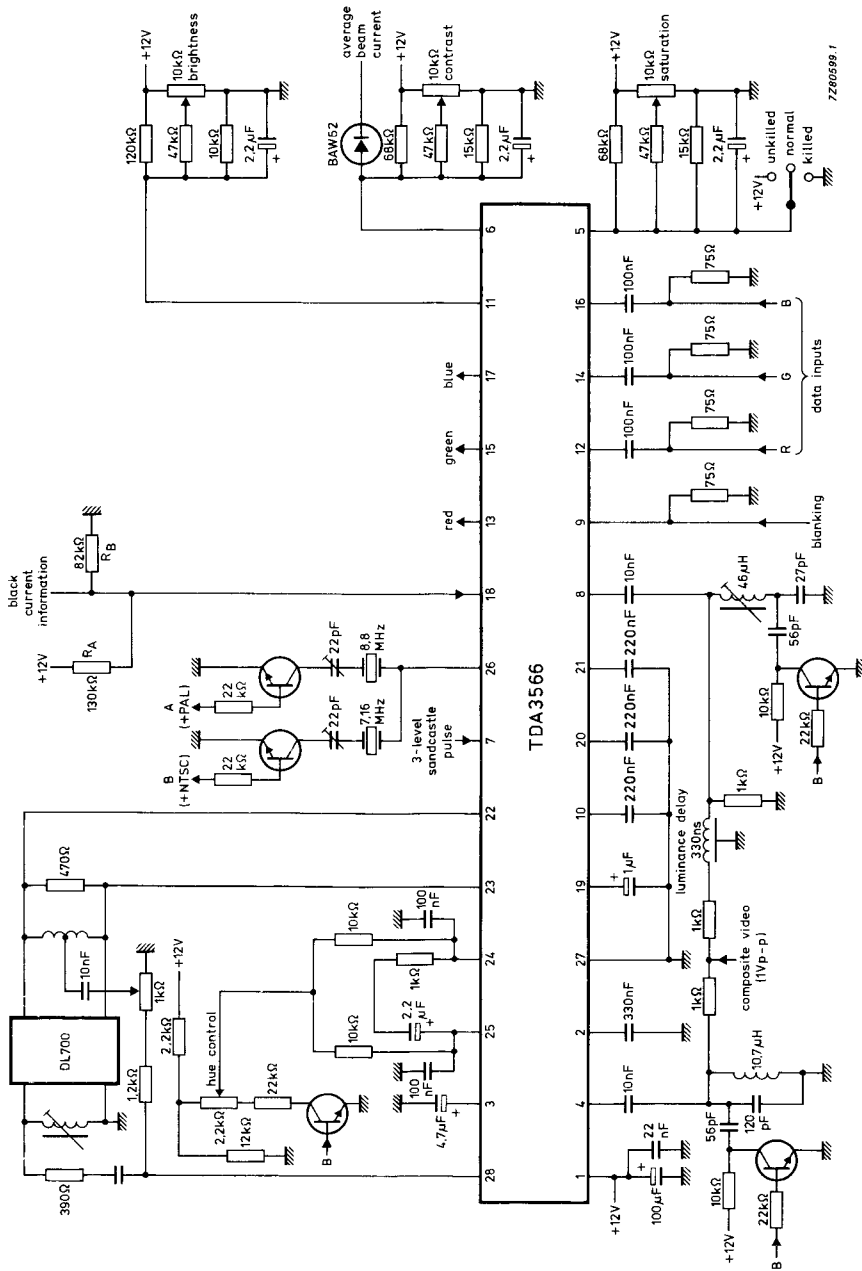 DL700
390Ω
10nF
470Ω
1kΩ
1,2kΩ
+12V
2,2kΩ
hue control
2,2kΩ
22kΩ
12kΩ
B
4,7µF
+
100
nF
10kΩ
2,2
µF
+
1kΩ
10kΩ
100
nF
B
(+NTSC)
22
kΩ
22pF
7,16
MHz
A
(+PAL)
22
kΩ
22pF
8,8
MHz
3-level
sandcastle
pulse
+12V
RA
130kΩ
black
current
information
82kΩ
RB
red
green
blue
120kΩ
+12V
47kΩ
10kΩ
brightness
10kΩ
2,2µF
+
average
beam
current
BAW62
68kΩ
+12V
47kΩ
10kΩ
contrast
15kΩ
2,2µF
+
28
3
25
24
23
22
7
26
18
13
15
17
11
6
TDA3566
1
4
2
27
19
10
20
21
8
9
12
14
16
5
+12V
100µF
+
22
nF
10nF
330nF
1µF
+
220nF
220nF
220nF
10nF
56pF
120
pF
10,7µH
10kΩ
+12V
22kΩ
B
1kΩ
composite video
(1Vp-p)
1kΩ
luminance delay
330ns
1kΩ
46µH
56pF
27pF
10kΩ
+12V
22kΩ
B
75Ω
blanking
100nF
75Ω
R
100nF
75Ω
G
100nF
75Ω
B
data inputs
68kΩ
+12V
47kΩ
10kΩ
saturation
15kΩ
2,2µF
+
+12V
unkilled
normal
killed
7Z80599.1